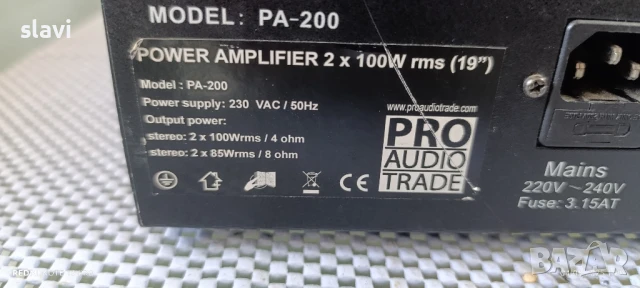 slavi
MODEL: PA-200
POWER AMPLIFIER 2 x 100W rms (19")
Model : PA-200
Power supply: 230 VAC / 50Hz
Output power:
stereo: 2 x 100Wrms / 4 ohm
stereo: 2 x 85Wrms / 8 ohm
www.proaudiotrade.com
PRO
AUDIO
TRADE
CE
Mains
220V ~ 240V
Fuse: 3.15AT
BAZAR